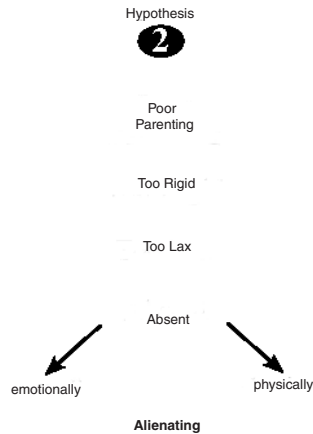 Hypothesis
2
Poor
Parenting
Too Rigid
Too Lax
Absent
emotionally
physically
Alienating